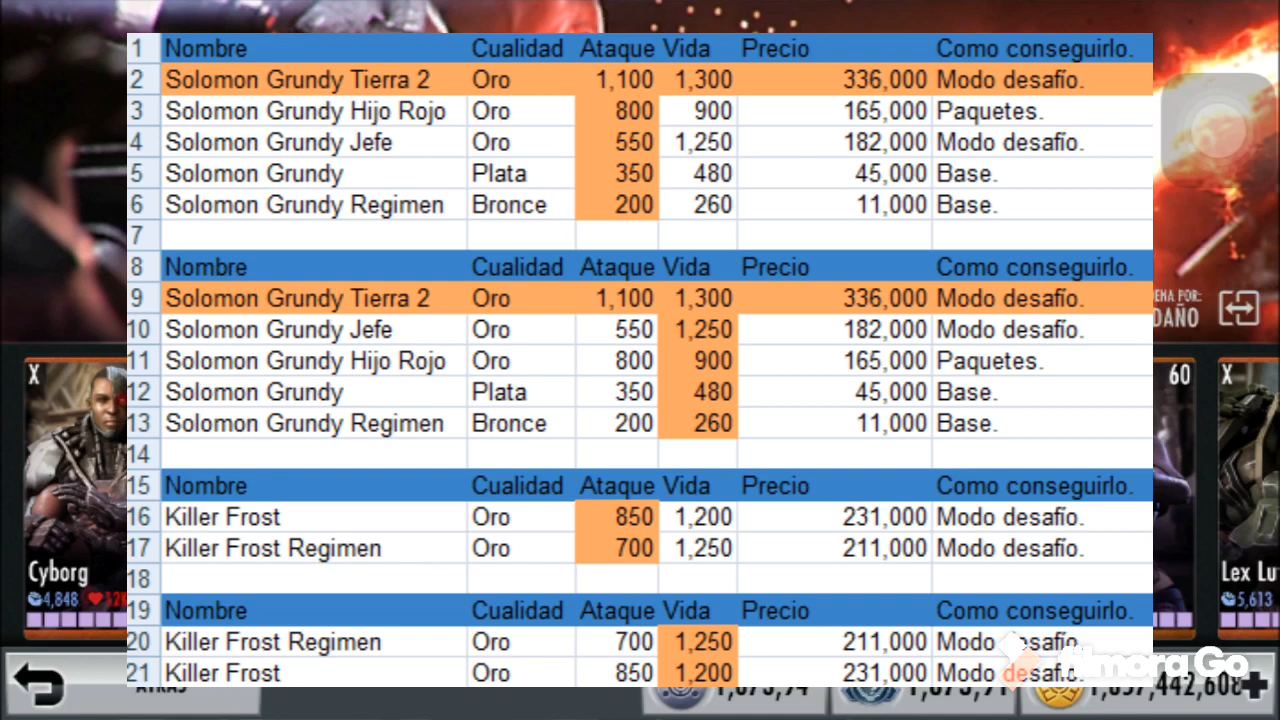 1 Nombre Cualidad Ataque Vida Precio Como conseguirlo.
2 Solomon Grundy Tierra 2 Oro 1,100 1,300 336,000 Modo desafío.
3 Solomon Grundy Hijo Rojo Oro 800 900 165,000 Paquetes.
4 Solomon Grundy Jefe Oro 550 1,250 182,000 Modo desafío.
5 Solomon Grundy Plata 350 480 45,000 Base.
6 Solomon Grundy Regimen Bronce 200 260 11,000 Base.
7
8 Nombre Cualidad Ataque Vida Precio Como conseguirlo.
9 Solomon Grundy Tierra 2 Oro 1,100 1,300 336,000 Modo desafío.
10 Solomon Grundy Jefe Oro 550 1,250 182,000 Modo desafío.
11 Solomon Grundy Hijo Rojo Oro 800 900 165,000 Paquetes.
12 Solomon Grundy Plata 350 480 45,000 Base.
13 Solomon Grundy Regimen Bronce 200 260 11,000 Base.
14
15 Nombre Cualidad Ataque Vida Precio Como conseguirlo.
16 Killer Frost Oro 850 1,200 231,000 Modo desafío.
17 Killer Frost Regimen Oro 700 1,250 211,000 Modo desafío.
18
19 Nombre Cualidad Ataque Vida Precio Como conseguirlo.
20 Killer Frost Regimen Oro 700 1,250 211,000 Modo desafío.
21 Killer Frost Oro 850 1,200 231,000 Modo desafío.
POR:
DAÑO
X
60
X
Cyborg
4,848
Lex Lu
5,613
filmora Go
ATRÁS